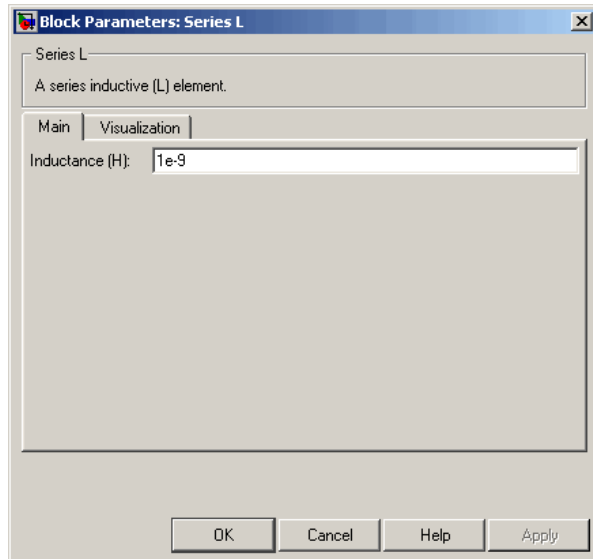 Block Parameters: Series L
Series L
A series inductive (L) element.
Main Visualization
Inductance (H): 1e-9
OK Cancel Help Apply